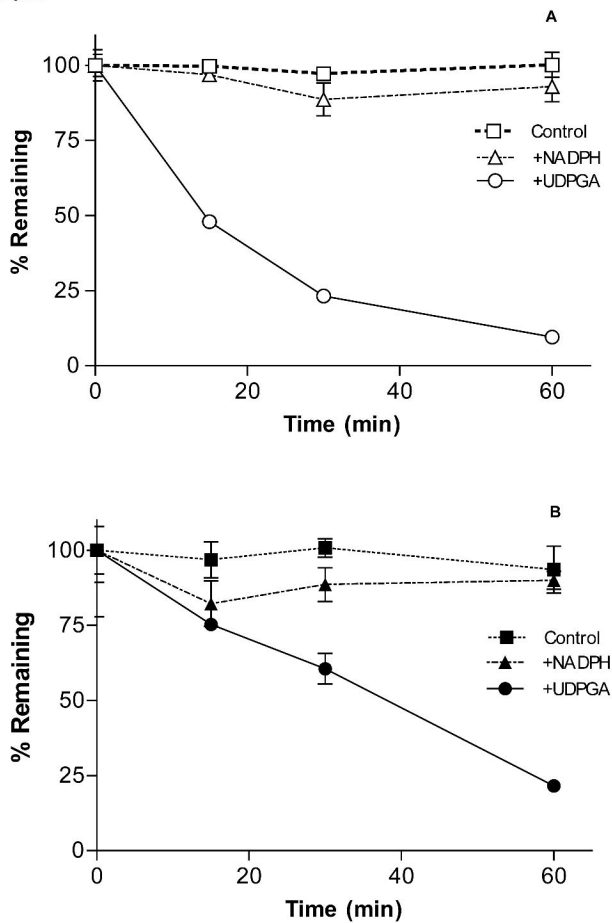 A
100
75
50
25
0
% Remaining
Control
+NADPH
+UDPGA
0 20 40 60
Time (min)
B
100
75
50
25
0
% Remaining
Control
+NADPH
+UDPGA
0 20 40 60
Time (min)